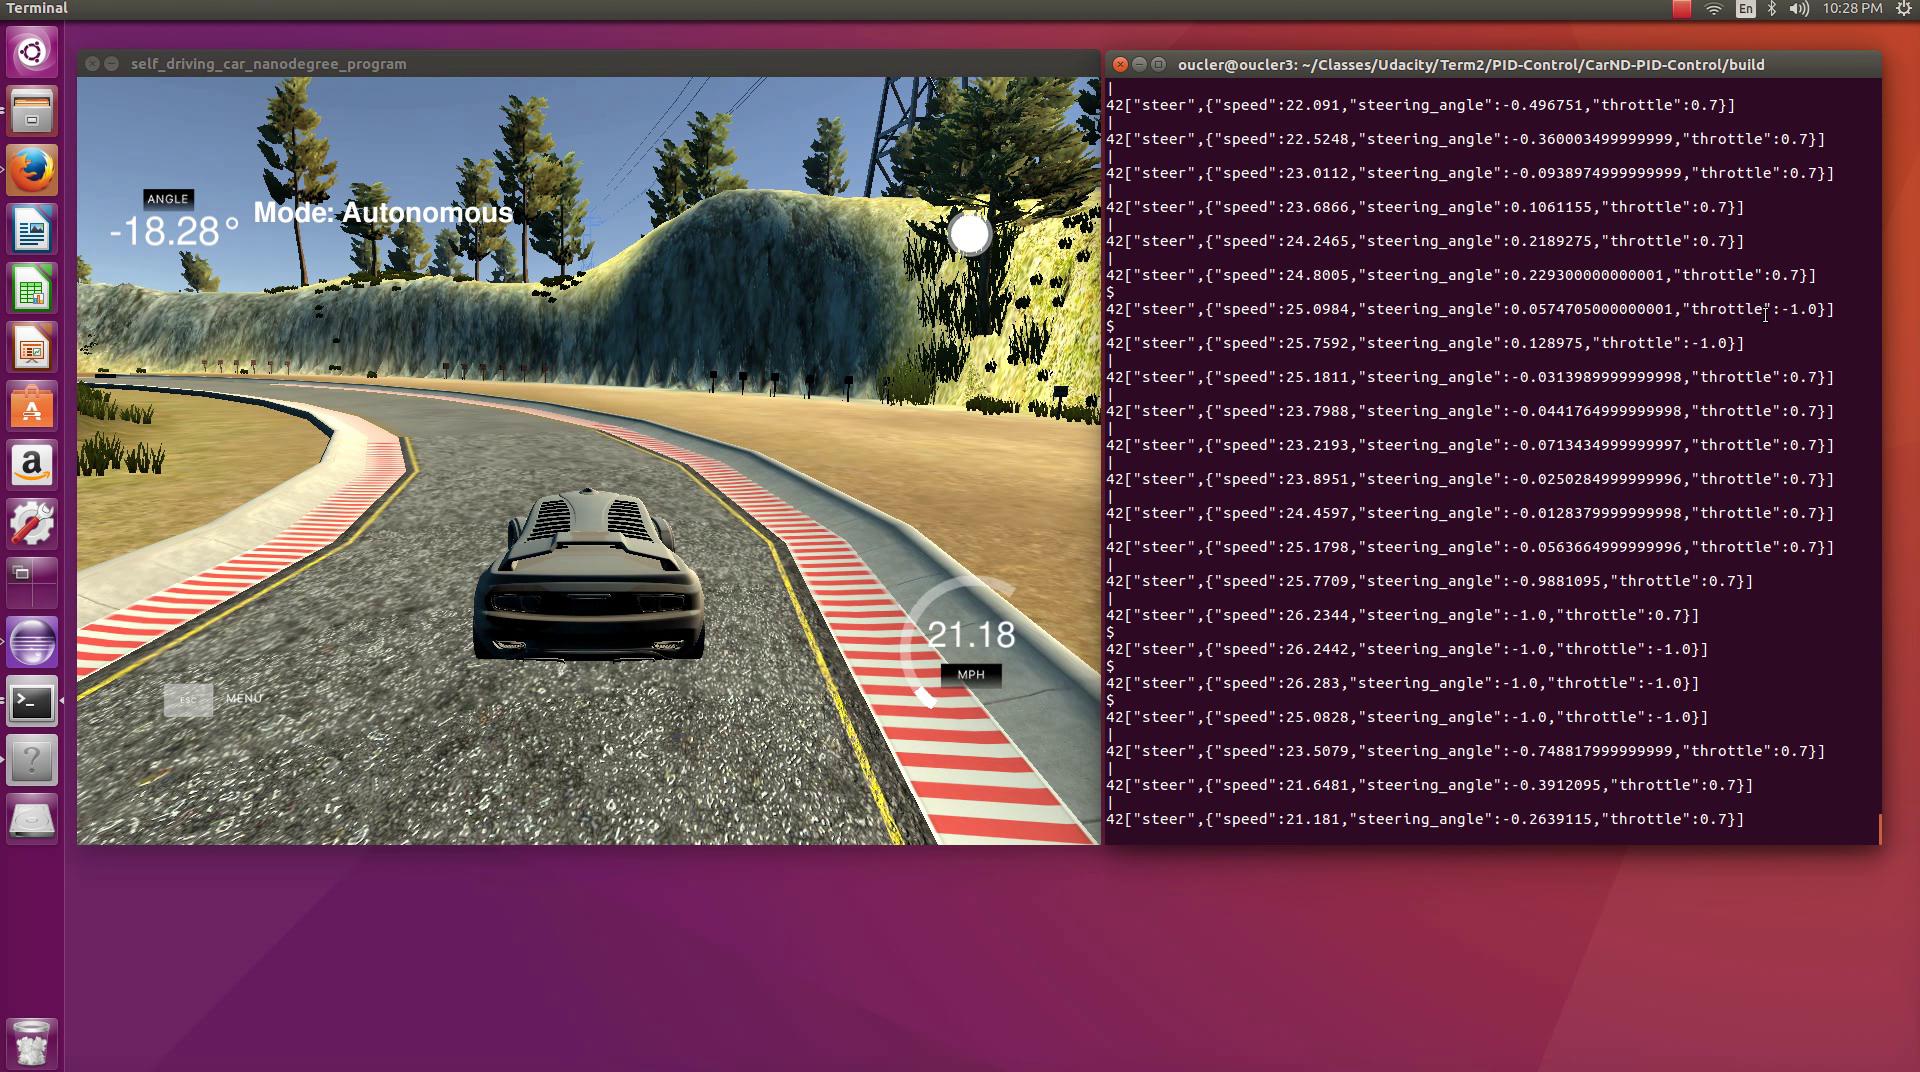 Terminal
En
10:28 PM
self_driving_car_nanodegree_program
ANGLE
-18.28°
Mode: Autonomous
21.18
MPH
ESC
MENU
oucler@oucler3: ~/Classes/Udacity/Term2/PID-Control/CarND-PID-Control/build
|
42["steer",{"speed":22.091,"steering_angle":-0.496751,"throttle":0.7}]
|
42["steer",{"speed":22.5248,"steering_angle":-0.360003499999999,"throttle":0.7}]
|
42["steer",{"speed":23.0112,"steering_angle":-0.0938974999999999,"throttle":0.7}]
|
42["steer",{"speed":23.6866,"steering_angle":0.1061155,"throttle":0.7}]
|
42["steer",{"speed":24.2465,"steering_angle":0.2189275,"throttle":0.7}]
|
42["steer",{"speed":24.8005,"steering_angle":0.229300000000001,"throttle":0.7}]
$
42["steer",{"speed":25.0984,"steering_angle":0.0574705000000001,"throttle":-1.0}]
$
42["steer",{"speed":25.7592,"steering_angle":0.128975,"throttle":-1.0}]
|
42["steer",{"speed":25.1811,"steering_angle":-0.0313989999999998,"throttle":0.7}]
|
42["steer",{"speed":23.7988,"steering_angle":-0.0441764999999998,"throttle":0.7}]
|
42["steer",{"speed":23.2193,"steering_angle":-0.0713434999999997,"throttle":0.7}]
|
42["steer",{"speed":23.8951,"steering_angle":-0.0250284999999996,"throttle":0.7}]
|
42["steer",{"speed":24.4597,"steering_angle":-0.0128379999999998,"throttle":0.7}]
|
42["steer",{"speed":25.1798,"steering_angle":-0.0563664999999996,"throttle":0.7}]
|
42["steer",{"speed":25.7709,"steering_angle":-0.9881095,"throttle":0.7}]
|
42["steer",{"speed":26.2344,"steering_angle":-1.0,"throttle":0.7}]
$
42["steer",{"speed":26.2442,"steering_angle":-1.0,"throttle":-1.0}]
$
42["steer",{"speed":26.283,"steering_angle":-1.0,"throttle":-1.0}]
$
42["steer",{"speed":25.0828,"steering_angle":-1.0,"throttle":-1.0}]
|
42["steer",{"speed":23.5079,"steering_angle":-0.748817999999999,"throttle":0.7}]
|
42["steer",{"speed":21.6481,"steering_angle":-0.3912095,"throttle":0.7}]
|
42["steer",{"speed":21.181,"steering_angle":-0.2639115,"throttle":0.7}]